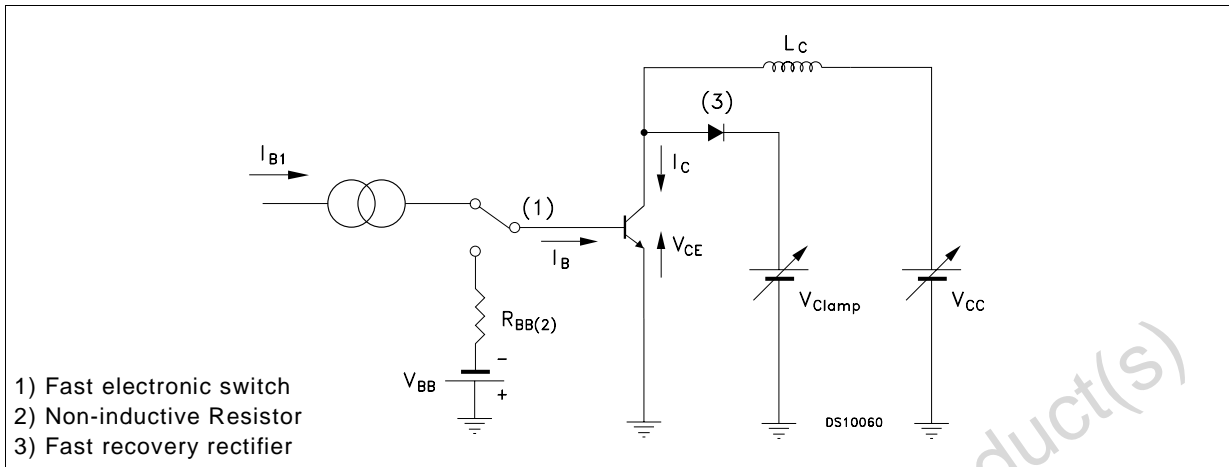 L_C
(3)
I_B1
I_C
(1)
V_CE
I_B
V_Clamp
V_CC
R_BB(2)
−
V_BB
+
DS10060
1) Fast electronic switch
2) Non-inductive Resistor
3) Fast recovery rectifier
duct(s)